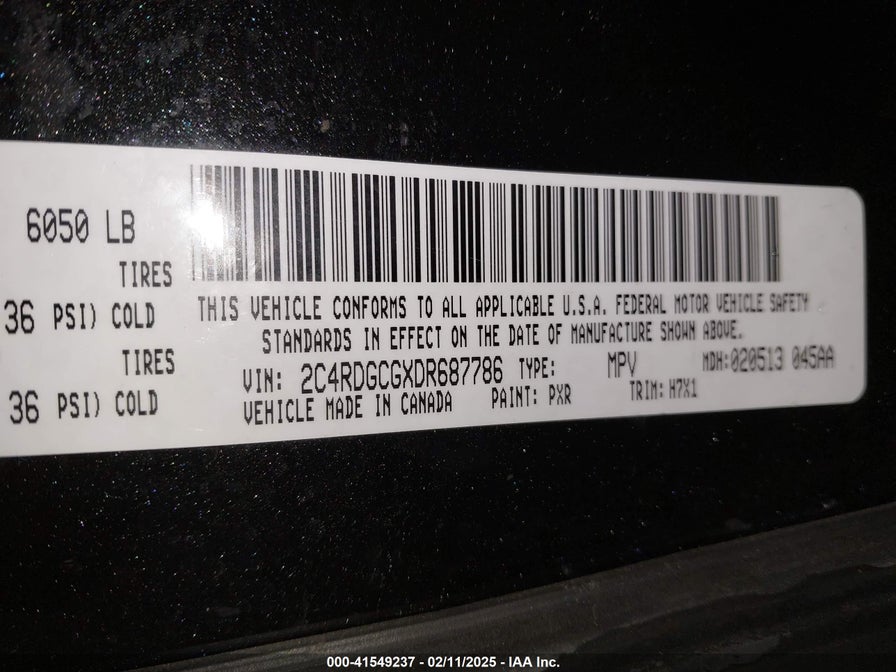 6050 LB
TIRES
36 PSI) COLD
TIRES
36 PSI) COLD
THIS VEHICLE CONFORMS TO ALL APPLICABLE U.S.A. FEDERAL MOTOR VEHICLE SAFETY
STANDARDS IN EFFECT ON THE DATE OF MANUFACTURE SHOWN ABOVE.
VIN: 2C4RDGCGXDR687786 TYPE: MPV MDH:020513 045AA
VEHICLE MADE IN CANADA PAINT: PXR TRIM: H7X1
000-41549237 - 02/11/2025 - IAA Inc.